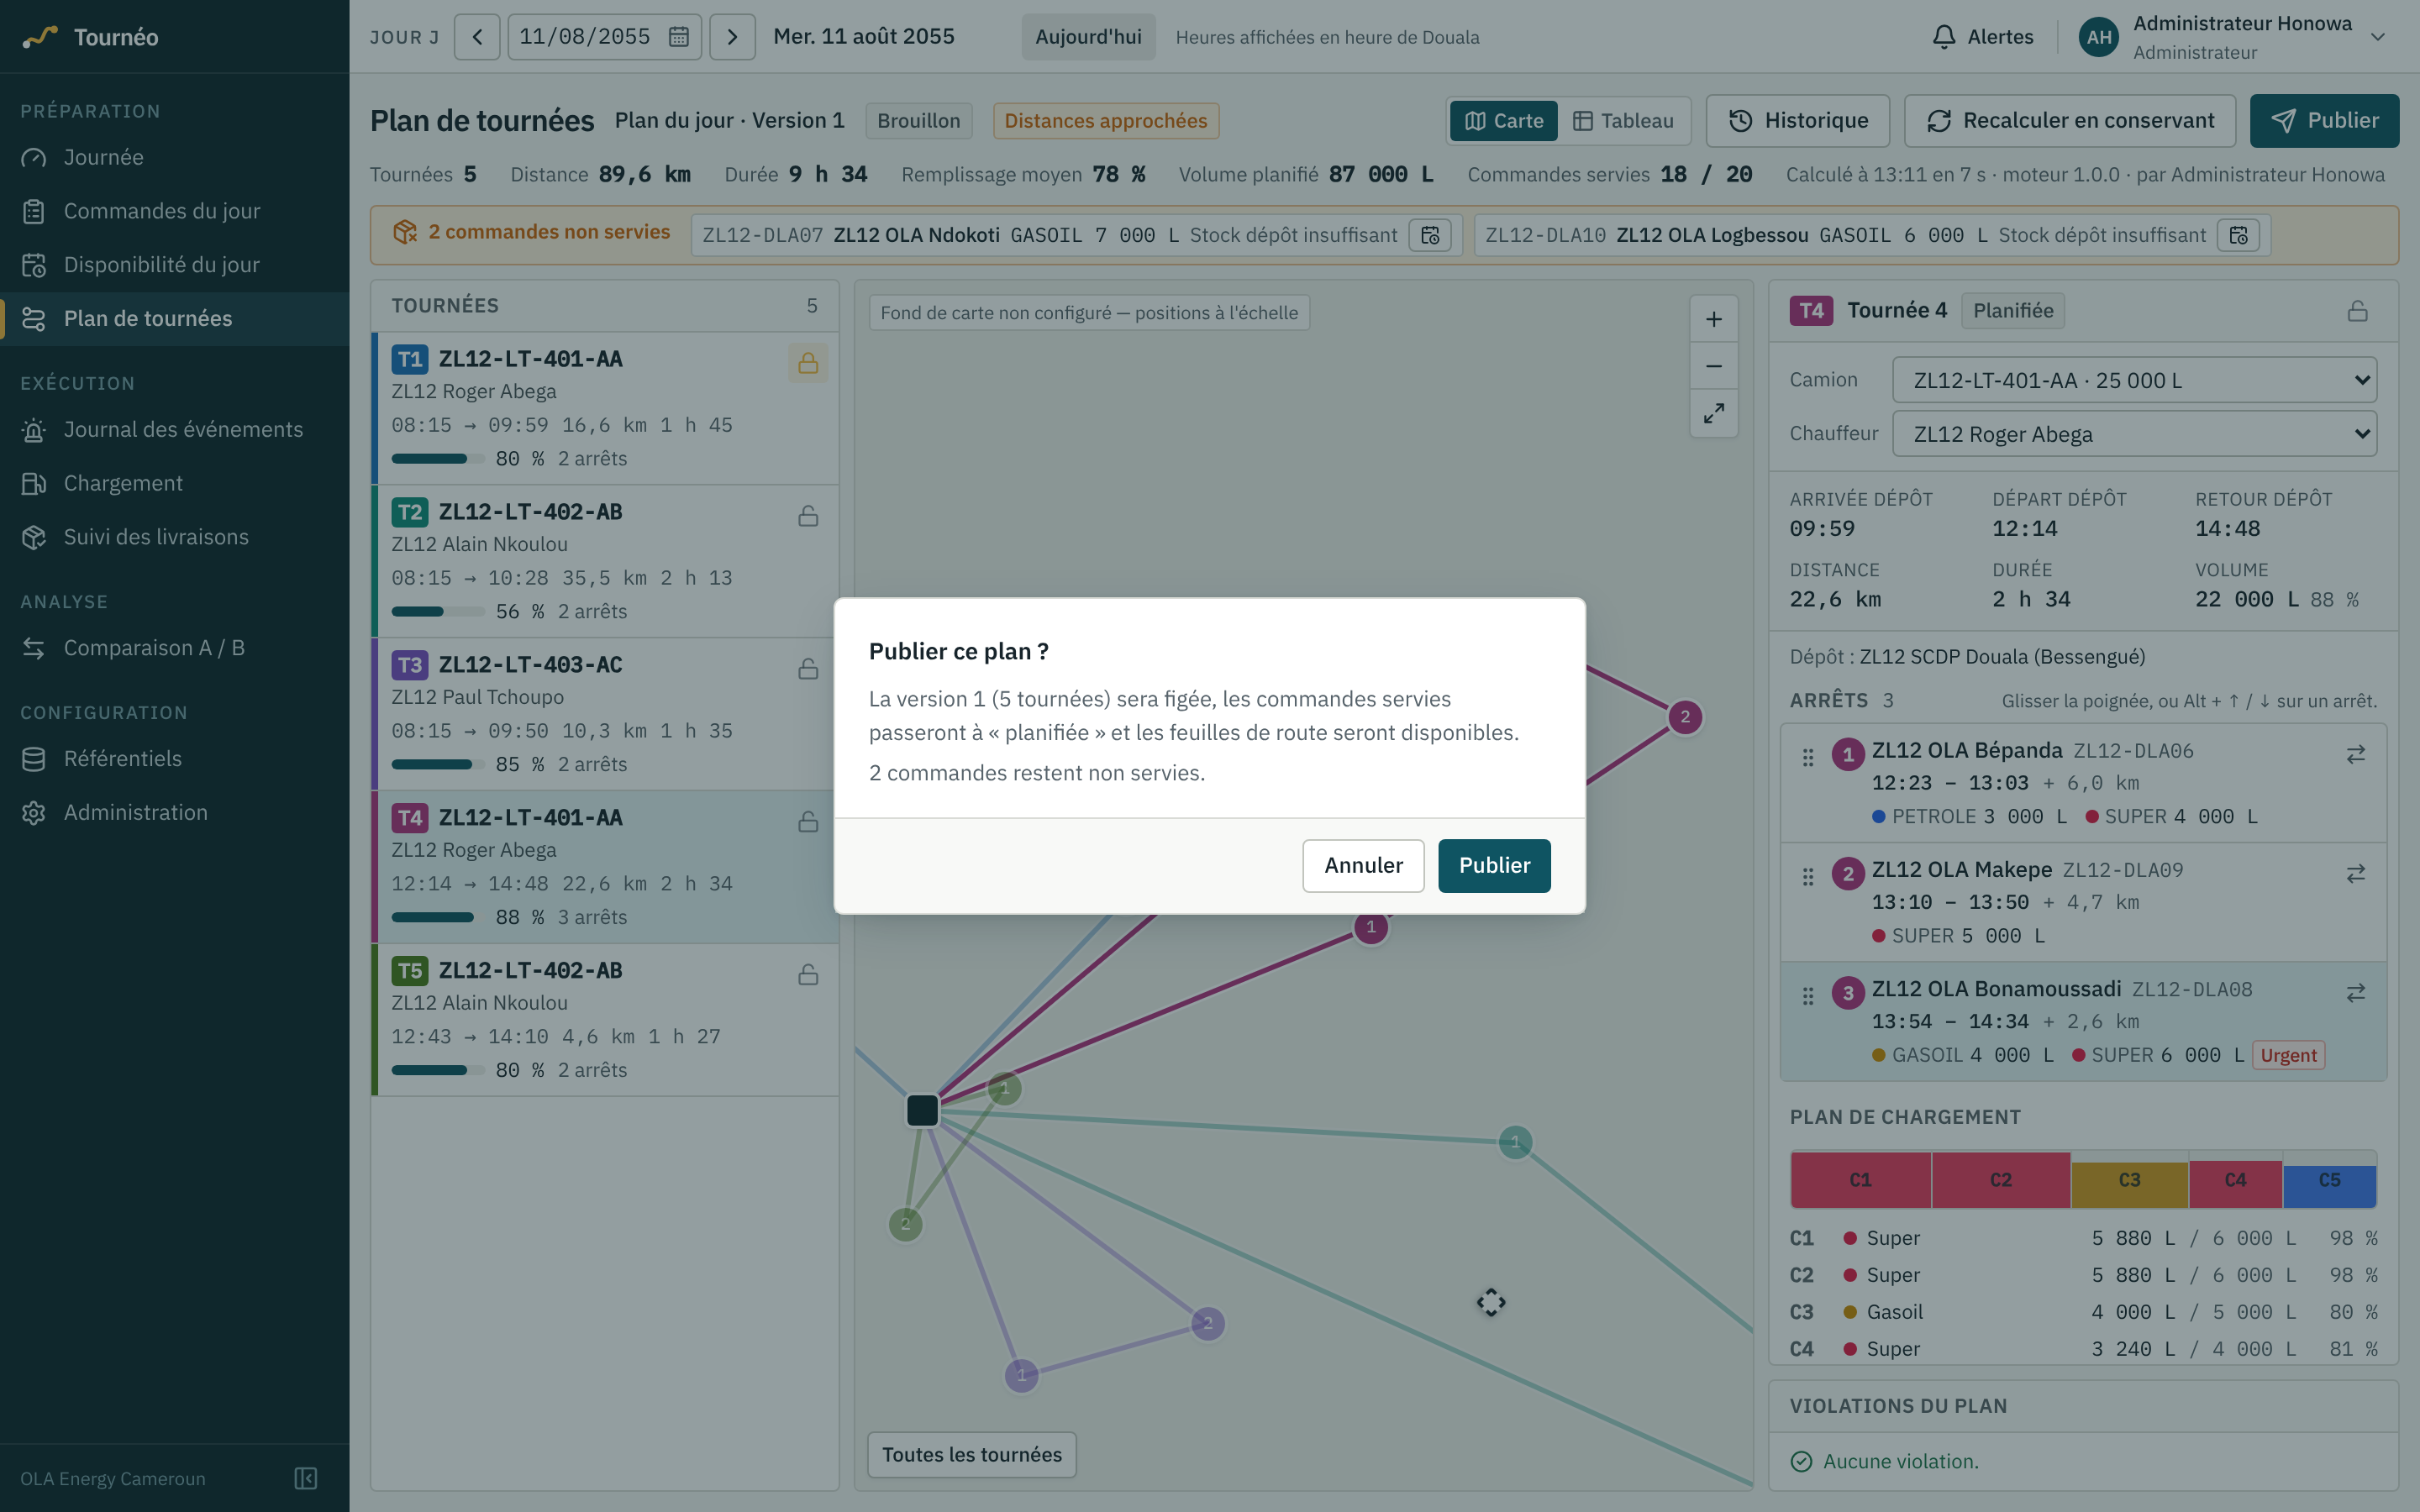 Tournéo
JOUR J
11/08/2055
Mer. 11 août 2055
Aujourd'hui
Heures affichées en heure de Douala
Alertes
AH
Administrateur Honowa
Administrateur
PRÉPARATION
Journée
Commandes du jour
Disponibilité du jour
Plan de tournées
EXÉCUTION
Journal des événements
Chargement
Suivi des livraisons
ANALYSE
Comparaison A / B
CONFIGURATION
Référentiels
Administration
OLA Energy Cameroun
Plan de tournées
Plan du jour · Version 1
Brouillon
Distances approchées
Carte
Tableau
Historique
Recalculer en conservant
Publier
Tournées 5
Distance 89,6 km
Durée 9 h 34
Remplissage moyen 78 %
Volume planifié 87 000 L
Commandes servies 18 / 20
Calculé à 13:11 en 7 s · moteur 1.0.0 · par Administrateur Honowa
2 commandes non servies
ZL12-DLA07 ZL12 OLA Ndokoti GASOIL 7 000 L Stock dépôt insuffisant
ZL12-DLA10 ZL12 OLA Logbessou GASOIL 6 000 L Stock dépôt insuffisant
TOURNÉES 5
T1 ZL12-LT-401-AA
ZL12 Roger Abega
08:15 → 09:59 16,6 km 1 h 45
80 % 2 arrêts
T2 ZL12-LT-402-AB
ZL12 Alain Nkoulou
08:15 → 10:28 35,5 km 2 h 13
56 % 2 arrêts
T3 ZL12-LT-403-AC
ZL12 Paul Tchoupo
08:15 → 09:50 10,3 km 1 h 35
85 % 2 arrêts
T4 ZL12-LT-401-AA
ZL12 Roger Abega
12:14 → 14:48 22,6 km 2 h 34
88 % 3 arrêts
T5 ZL12-LT-402-AB
ZL12 Alain Nkoulou
12:43 → 14:10 4,6 km 1 h 27
80 % 2 arrêts
Fond de carte non configuré — positions à l'échelle
+
−
2
1
1
2
1
2
1
Toutes les tournées
Publier ce plan ?
La version 1 (5 tournées) sera figée, les commandes servies
passeront à « planifiée » et les feuilles de route seront disponibles.
2 commandes restent non servies.
Annuler
Publier
T4 Tournée 4 Planifiée
Camion
ZL12-LT-401-AA · 25 000 L
Chauffeur
ZL12 Roger Abega
ARRIVÉE DÉPÔT
09:59
DÉPART DÉPÔT
12:14
RETOUR DÉPÔT
14:48
DISTANCE
22,6 km
DURÉE
2 h 34
VOLUME
22 000 L 88 %
Dépôt : ZL12 SCDP Douala (Bessengué)
ARRÊTS 3
Glisser la poignée, ou Alt + ↑ / ↓ sur un arrêt.
1 ZL12 OLA Bépanda ZL12-DLA06
12:23 – 13:03 + 6,0 km
PETROLE 3 000 L SUPER 4 000 L
2 ZL12 OLA Makepe ZL12-DLA09
13:10 – 13:50 + 4,7 km
SUPER 5 000 L
3 ZL12 OLA Bonamoussadi ZL12-DLA08
13:54 – 14:34 + 2,6 km
GASOIL 4 000 L SUPER 6 000 L Urgent
PLAN DE CHARGEMENT
C1 C2 C3 C4 C5
C1 Super 5 880 L / 6 000 L 98 %
C2 Super 5 880 L / 6 000 L 98 %
C3 Gasoil 4 000 L / 5 000 L 80 %
C4 Super 3 240 L / 4 000 L 81 %
VIOLATIONS DU PLAN
Aucune violation.